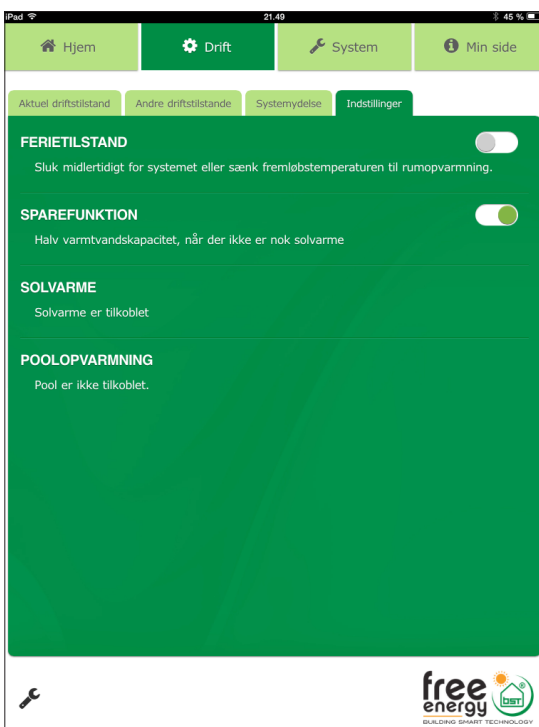 iPad 21.49 45 %
Hjem Drift System Min side
Aktuel driftstilstand Andre driftstilstande Systemydelse Indstillinger
FERIETILSTAND
Sluk midlertidigt for systemet eller sænk fremløbstemperaturen til rumopvarmning.
SPAREFUNKTION
Halv varmtvandskapacitet, når der ikke er nok solvarme
SOLVARME
Solvarme er tilkoblet
POOLOPVARMNING
Pool er ikke tilkoblet.
free
energy
bst®
BUILDING SMART TECHNOLOGY